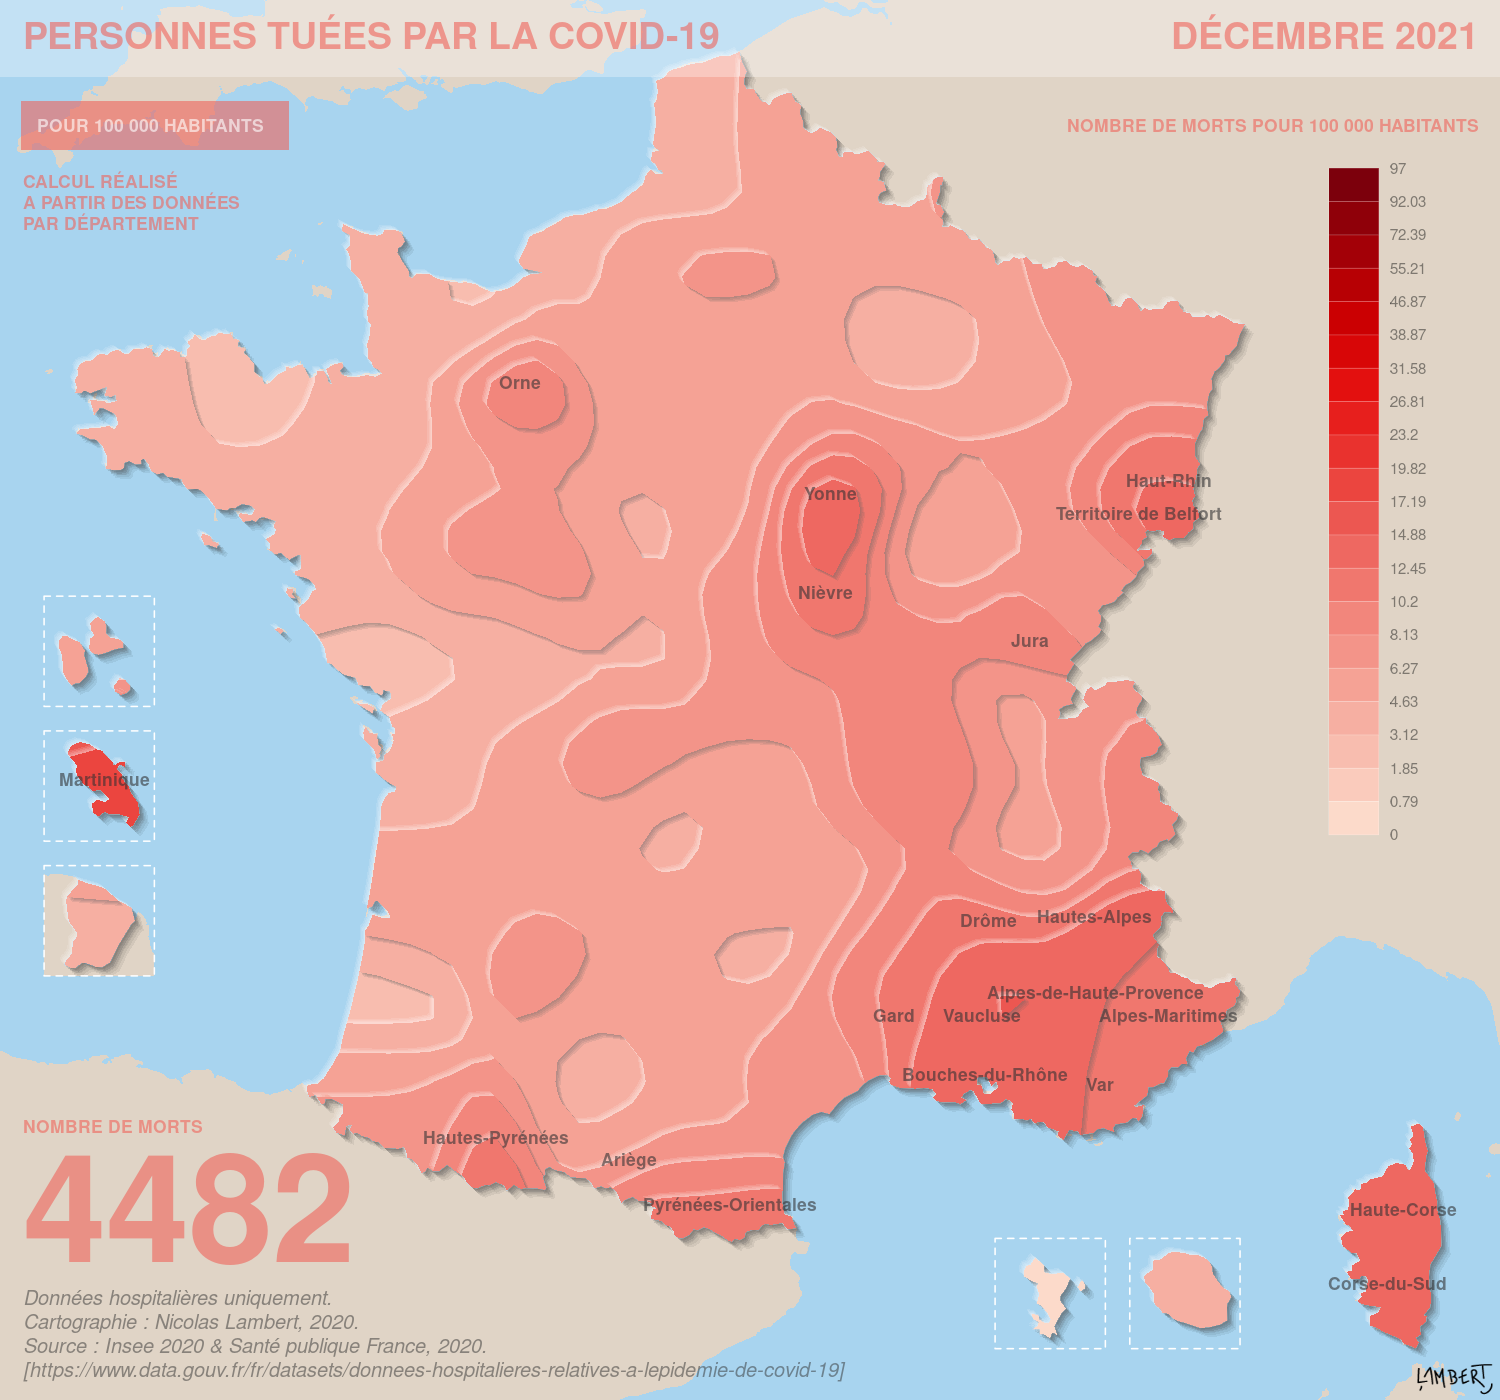 PERSONNES TUÉES PAR LA COVID-19
DÉCEMBRE 2021
POUR 100 000 HABITANTS
CALCUL RÉALISÉ
A PARTIR DES DONNÉES
PAR DÉPARTEMENT
NOMBRE DE MORTS POUR 100 000 HABITANTS
97
92.03
72.39
55.21
46.87
38.87
31.58
26.81
23.2
19.82
17.19
14.88
12.45
10.2
8.13
6.27
4.63
3.12
1.85
0.79
0
Orne
Yonne
Haut-Rhin
Territoire de Belfort
Nièvre
Jura
Martinique
Drôme
Hautes-Alpes
Alpes-de-Haute-Provence
Gard
Vaucluse
Alpes-Maritimes
Bouches-du-Rhône
Var
Hautes-Pyrénées
Ariège
Pyrénées-Orientales
Haute-Corse
Corse-du-Sud
NOMBRE DE MORTS
4482
Données hospitalières uniquement.
Cartographie : Nicolas Lambert, 2020.
Source : Insee 2020 & Santé publique France, 2020.
[https://www.data.gouv.fr/fr/datasets/donnees-hospitalieres-relatives-a-lepidemie-de-covid-19]
LAMBERT